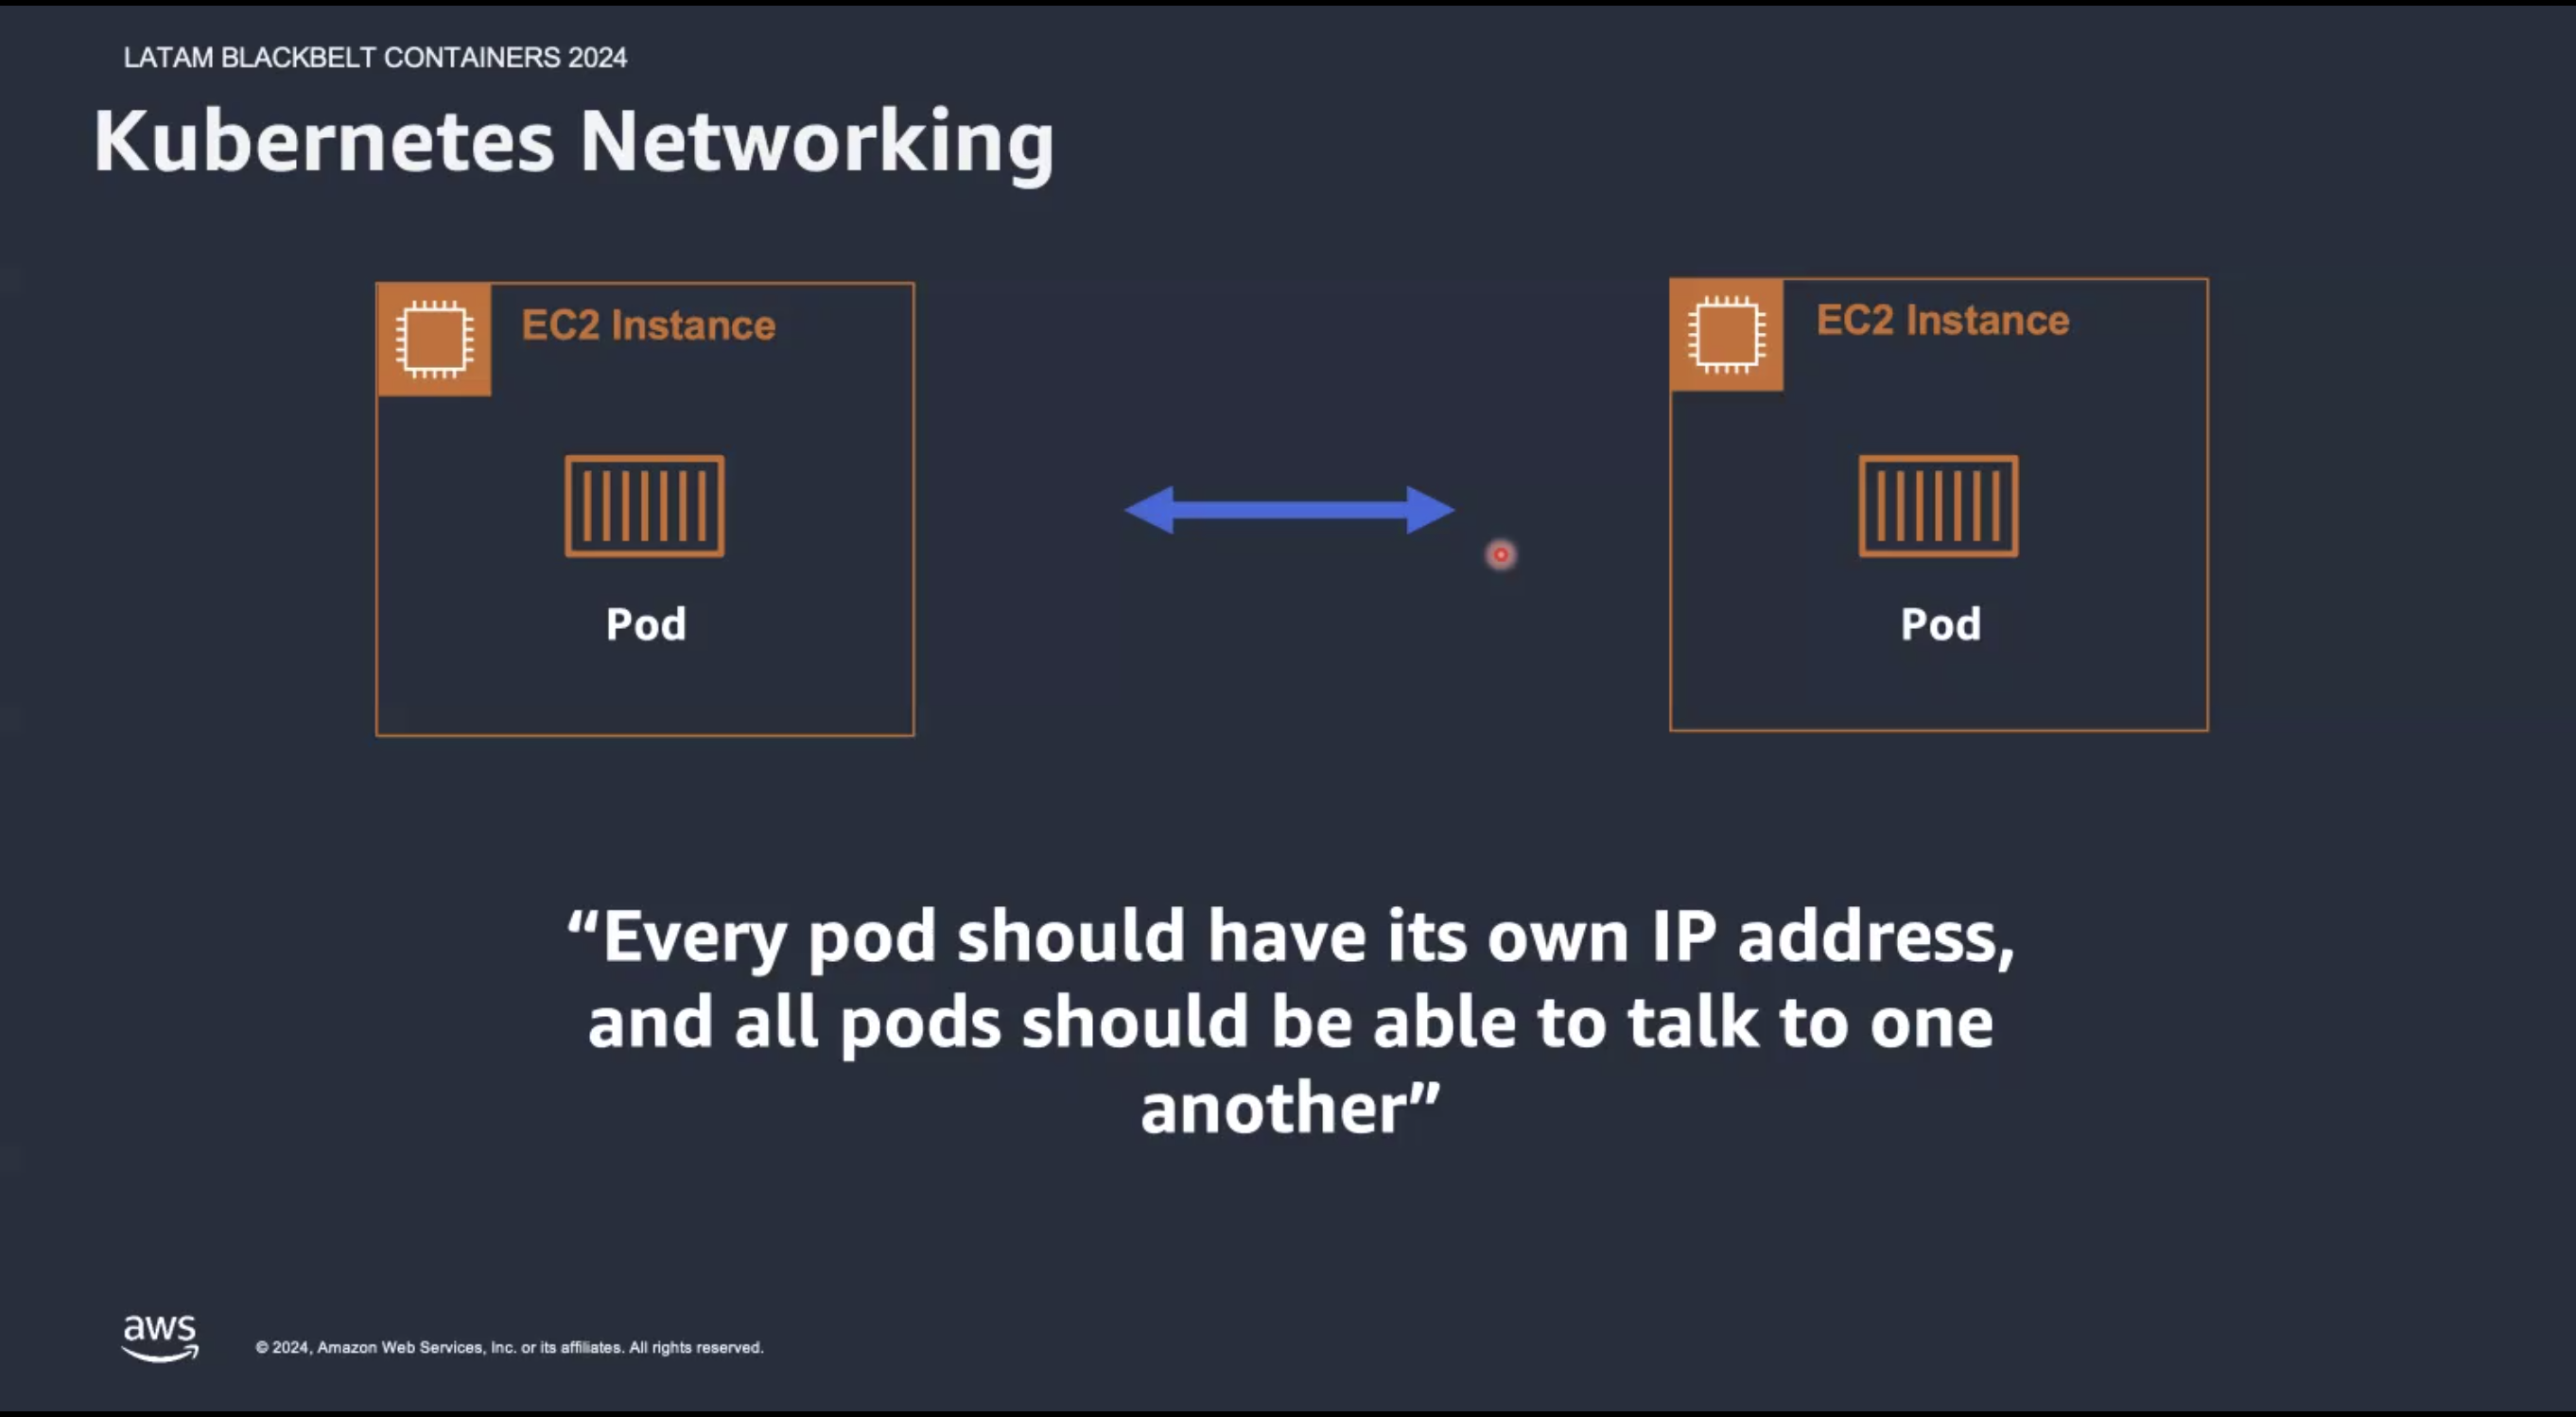 LATAM BLACKBELT CONTAINERS 2024
Kubernetes Networking
EC2 Instance
Pod
EC2 Instance
Pod
“Every pod should have its own IP address,
and all pods should be able to talk to one
another”
aws
© 2024, Amazon Web Services, Inc. or its affiliates. All rights reserved.